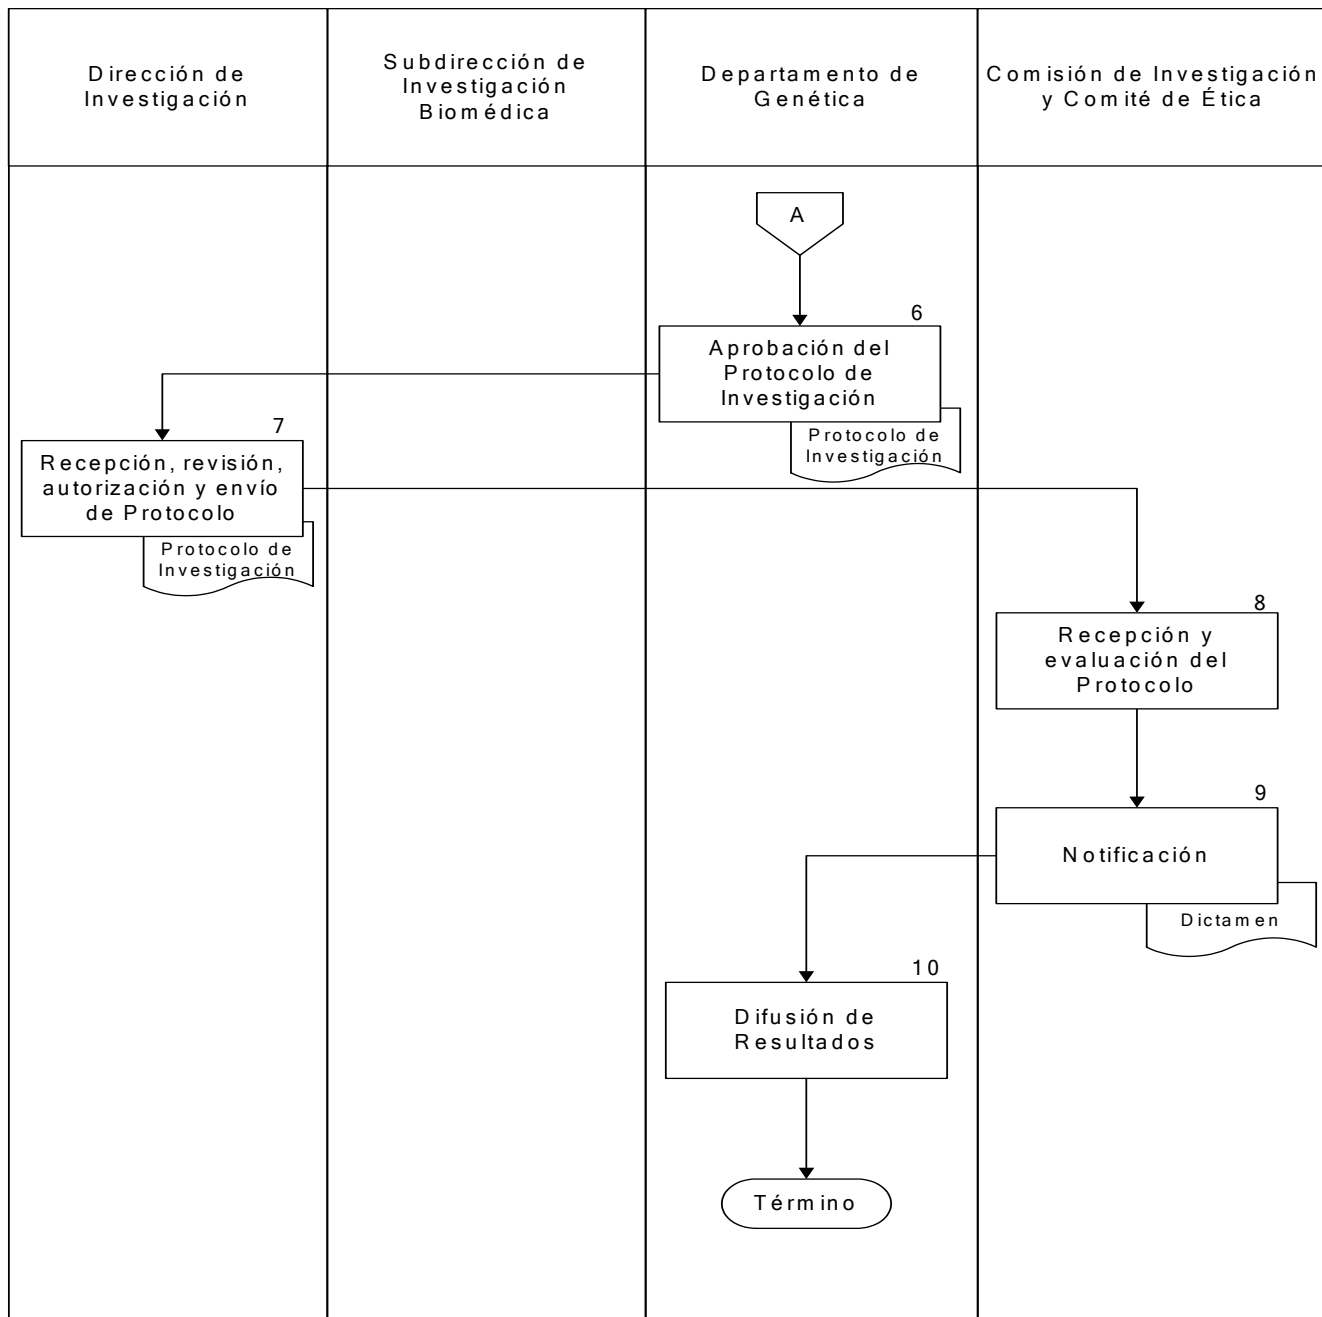 Dirección de
Investigación
Subdirección de
Investigación
Biomédica
Departamento de
Genética
Comisión de Investigación
y Comité de Ética
A
6
Aprobación del
Protocolo de
Investigación
Protocolo de
Investigación
7
Recepción, revisión,
autorización y envío
de Protocolo
Protocolo de
Investigación
8
Recepción y
evaluación del
Protocolo
9
Notificación
Dictamen
10
Difusión de
Resultados
Término